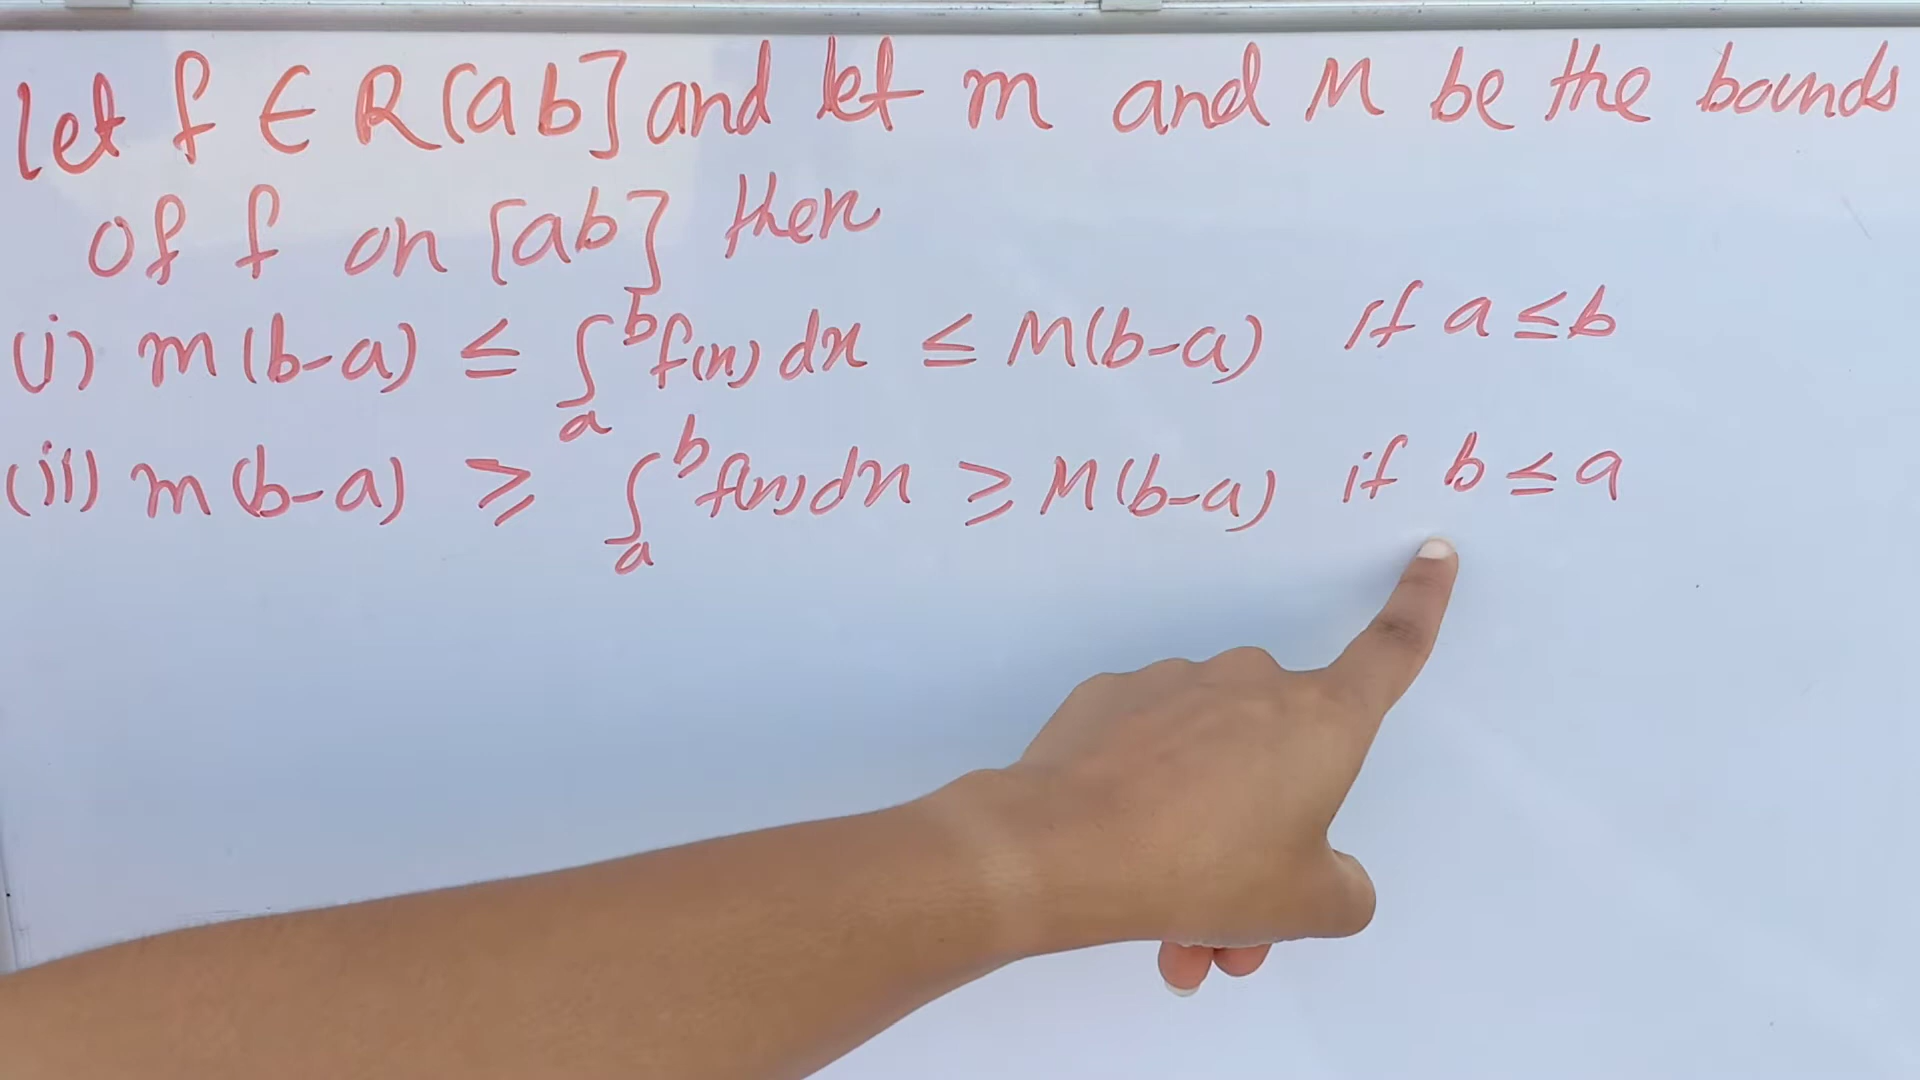 let f ∈ R[ab] and let m and M be the bounds
of f on [ab] then
(i) m(b-a) ≤ ∫_a^b f(x) dx ≤ M(b-a) if a ≤ b
(ii) m(b-a) ≥ ∫_a^b f(x) dx ≥ M(b-a) if b ≤ a